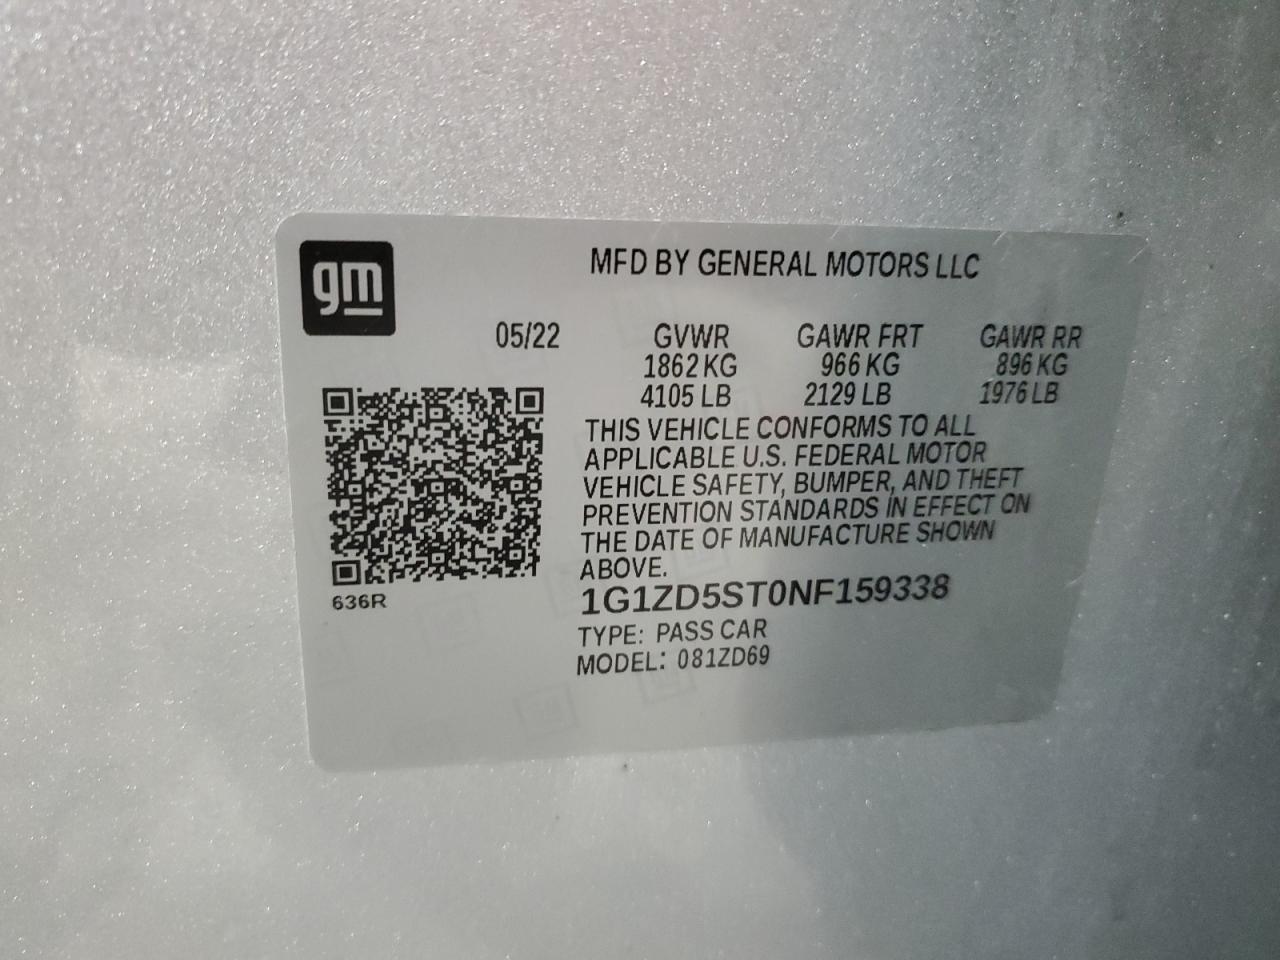 gm
MFD BY GENERAL MOTORS LLC
05/22 GVWR GAWR FRT GAWR RR
1862 KG 966 KG 896 KG
4105 LB 2129 LB 1976 LB
THIS VEHICLE CONFORMS TO ALL
APPLICABLE U.S. FEDERAL MOTOR
VEHICLE SAFETY, BUMPER, AND THEFT
PREVENTION STANDARDS IN EFFECT ON
THE DATE OF MANUFACTURE SHOWN
ABOVE.
636R
1G1ZD5ST0NF159338
TYPE: PASS CAR
MODEL: 081ZD69